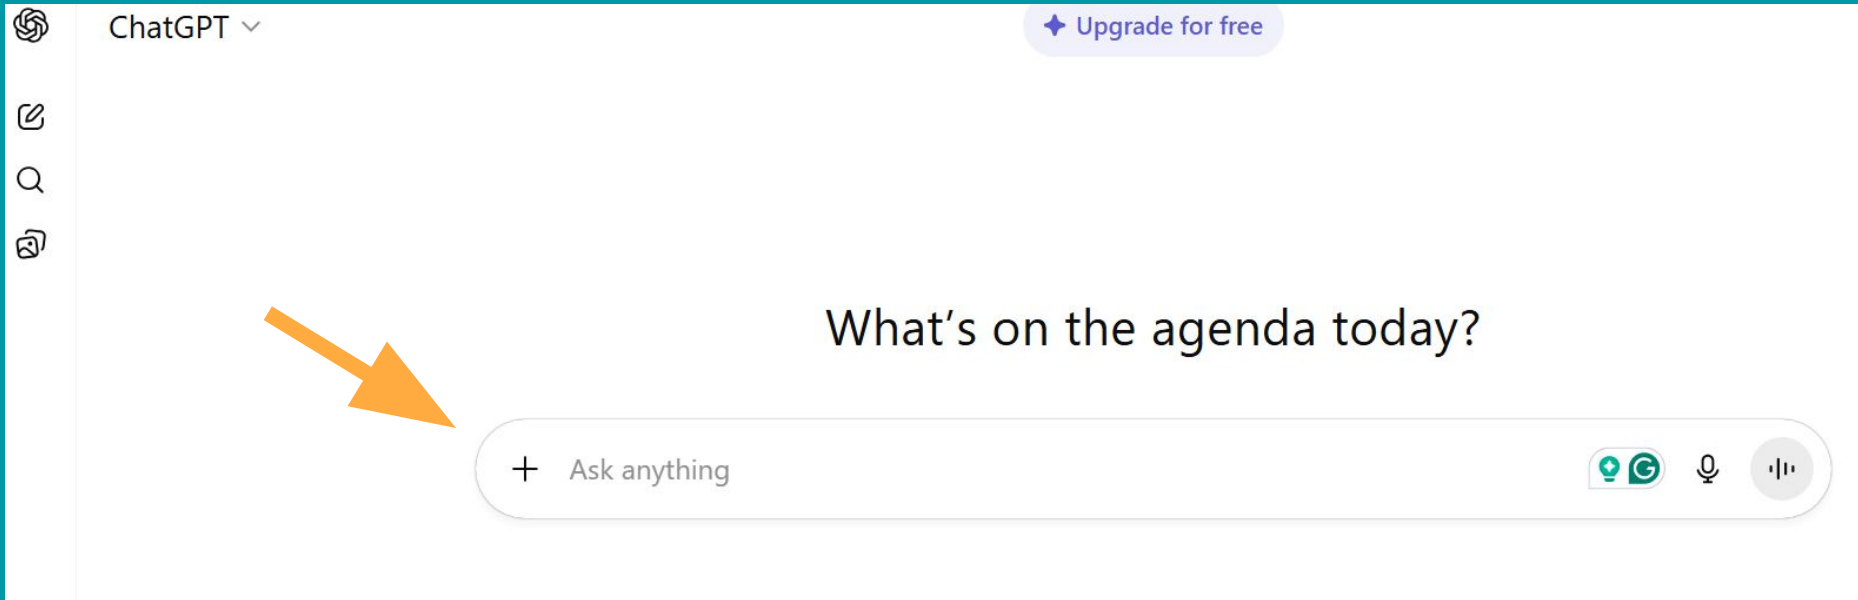 ChatGPT
Upgrade for free
What's on the agenda today?
Ask anything